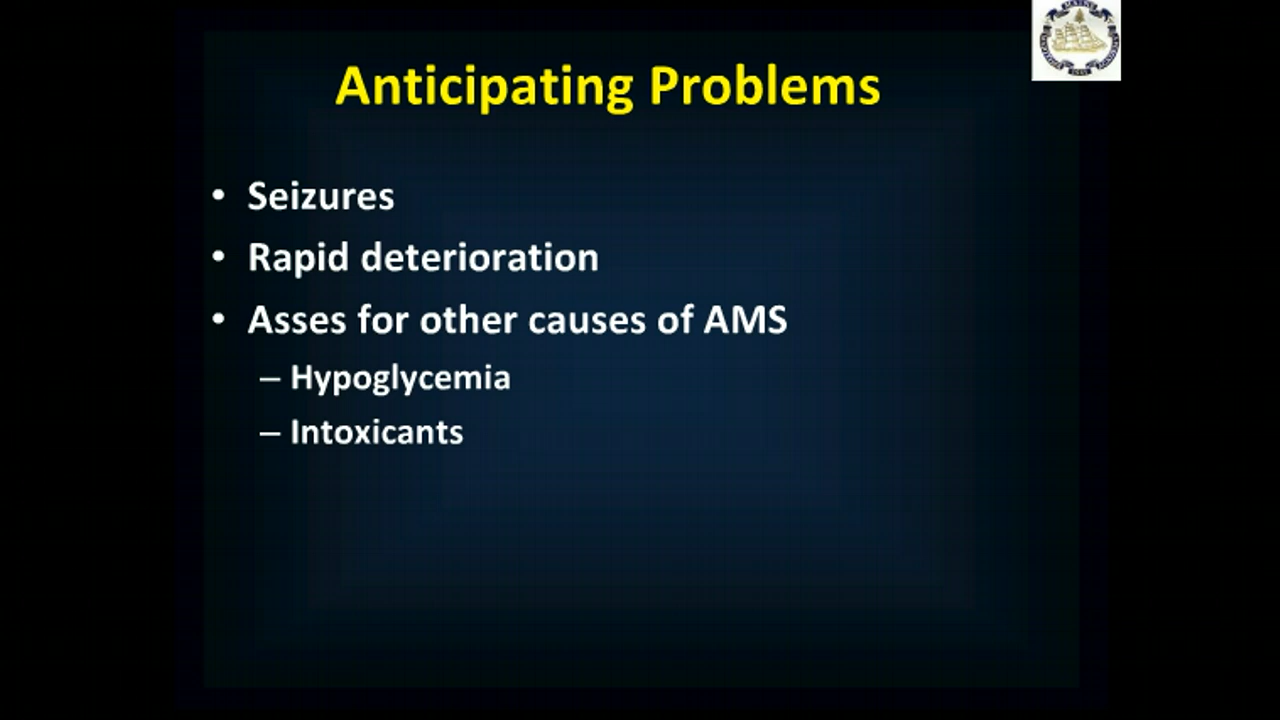 Anticipating Problems
• Seizures
• Rapid deterioration
• Asses for other causes of AMS
– Hypoglycemia
– Intoxicants